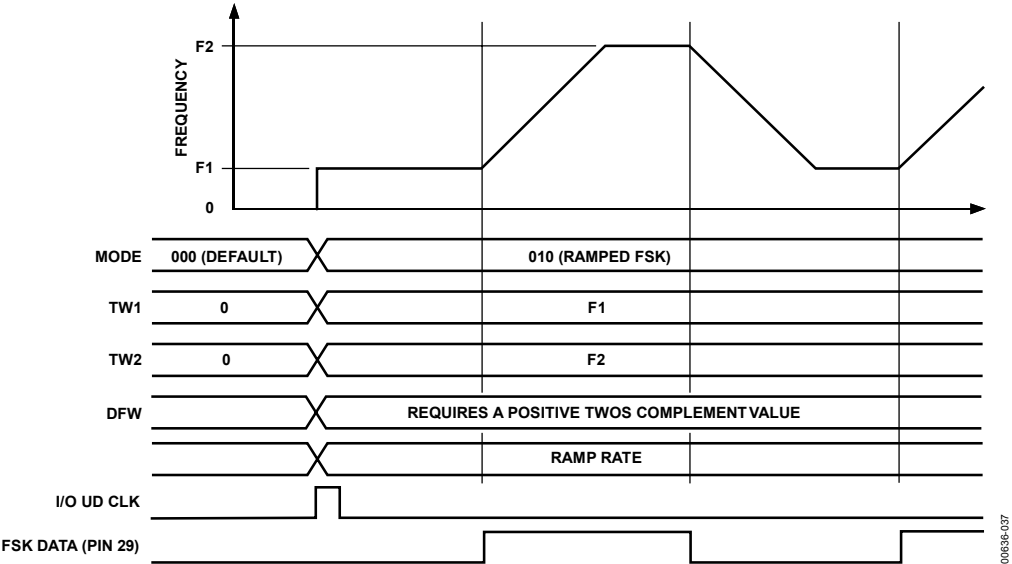 F2
FREQUENCY
F1
0
MODE 000 (DEFAULT) 010 (RAMPED FSK)
TW1 0 F1
TW2 0 F2
DFW REQUIRES A POSITIVE TWOS COMPLEMENT VALUE
RAMP RATE
I/O UD CLK
FSK DATA (PIN 29)
00636-037